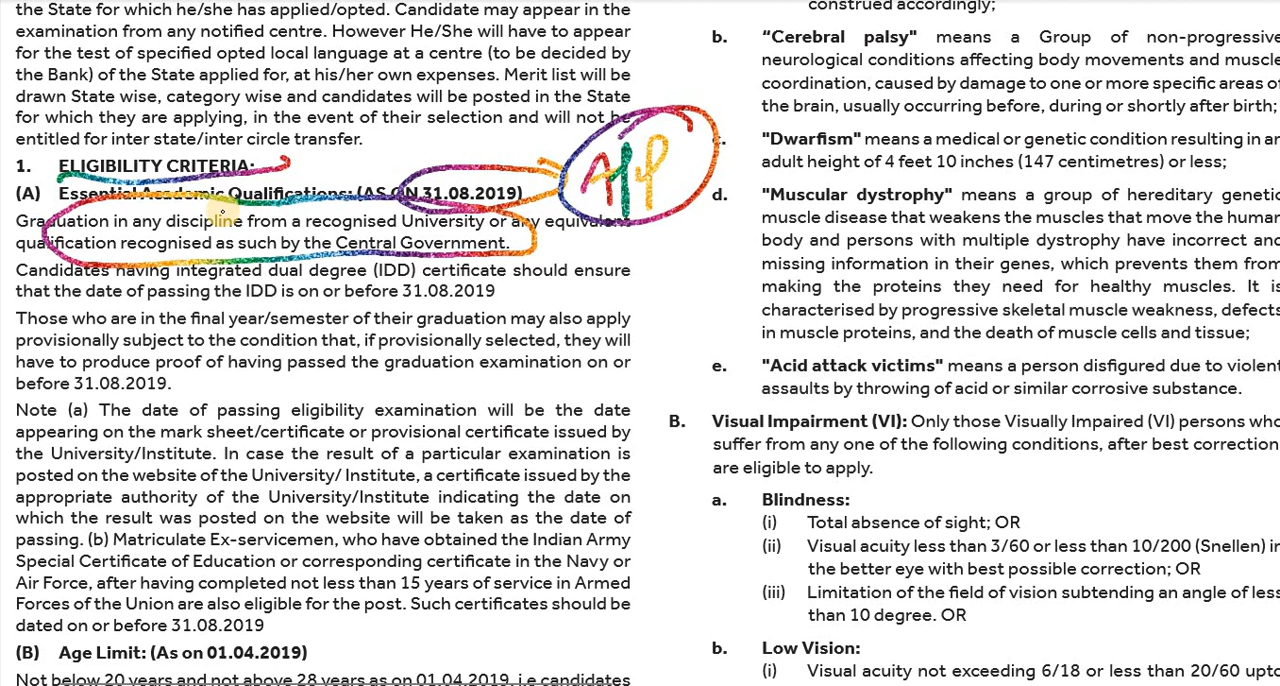 the State for which he/she has applied/opted. Candidate may appear in the
examination from any notified centre. However He/She will have to appear
for the test of specified opted local language at a centre (to be decided by
the Bank) of the State applied for, at his/her own expenses. Merit list will be
drawn State wise, category wise and candidates will be posted in the State
for which they are applying, in the event of their selection and will not be
entitled for inter state/inter circle transfer.
1. ELIGIBILITY CRITERIA:
(A) Essential Academic Qualifications: (AS ON 31.08.2019)
Graduation in any discipline from a recognised University or any equivalent
qualification recognised as such by the Central Government.
Candidates having integrated dual degree (IDD) certificate should ensure
that the date of passing the IDD is on or before 31.08.2019
Those who are in the final year/semester of their graduation may also apply
provisionally subject to the condition that, if provisionally selected, they will
have to produce proof of having passed the graduation examination on or
before 31.08.2019.
Note (a) The date of passing eligibility examination will be the date
appearing on the mark sheet/certificate or provisional certificate issued by
the University/Institute. In case the result of a particular examination is
posted on the website of the University/ Institute, a certificate issued by the
appropriate authority of the University/Institute indicating the date on
which the result was posted on the website will be taken as the date of
passing. (b) Matriculate Ex-servicemen, who have obtained the Indian Army
Special Certificate of Education or corresponding certificate in the Navy or
Air Force, after having completed not less than 15 years of service in Armed
Forces of the Union are also eligible for the post. Such certificates should be
dated on or before 31.08.2019
(B) Age Limit: (As on 01.04.2019)
Not below 20 years and not above 28 years as on 01.04.2019, i.e candidates
construed accordingly;
b. "Cerebral palsy" means a Group of non-progressive
neurological conditions affecting body movements and muscle
coordination, caused by damage to one or more specific areas of
the brain, usually occurring before, during or shortly after birth;
"Dwarfism" means a medical or genetic condition resulting in an
adult height of 4 feet 10 inches (147 centimetres) or less;
d. "Muscular dystrophy" means a group of hereditary genetic
muscle disease that weakens the muscles that move the human
body and persons with multiple dystrophy have incorrect and
missing information in their genes, which prevents them from
making the proteins they need for healthy muscles. It is
characterised by progressive skeletal muscle weakness, defects
in muscle proteins, and the death of muscle cells and tissue;
e. "Acid attack victims" means a person disfigured due to violent
assaults by throwing of acid or similar corrosive substance.
B. Visual Impairment (VI): Only those Visually Impaired (VI) persons who
suffer from any one of the following conditions, after best correction
are eligible to apply.
a. Blindness:
(i) Total absence of sight; OR
(ii) Visual acuity less than 3/60 or less than 10/200 (Snellen) in
the better eye with best possible correction; OR
(iii) Limitation of the field of vision subtending an angle of less
than 10 degree. OR
b. Low Vision:
(i) Visual acuity not exceeding 6/18 or less than 20/60 upto